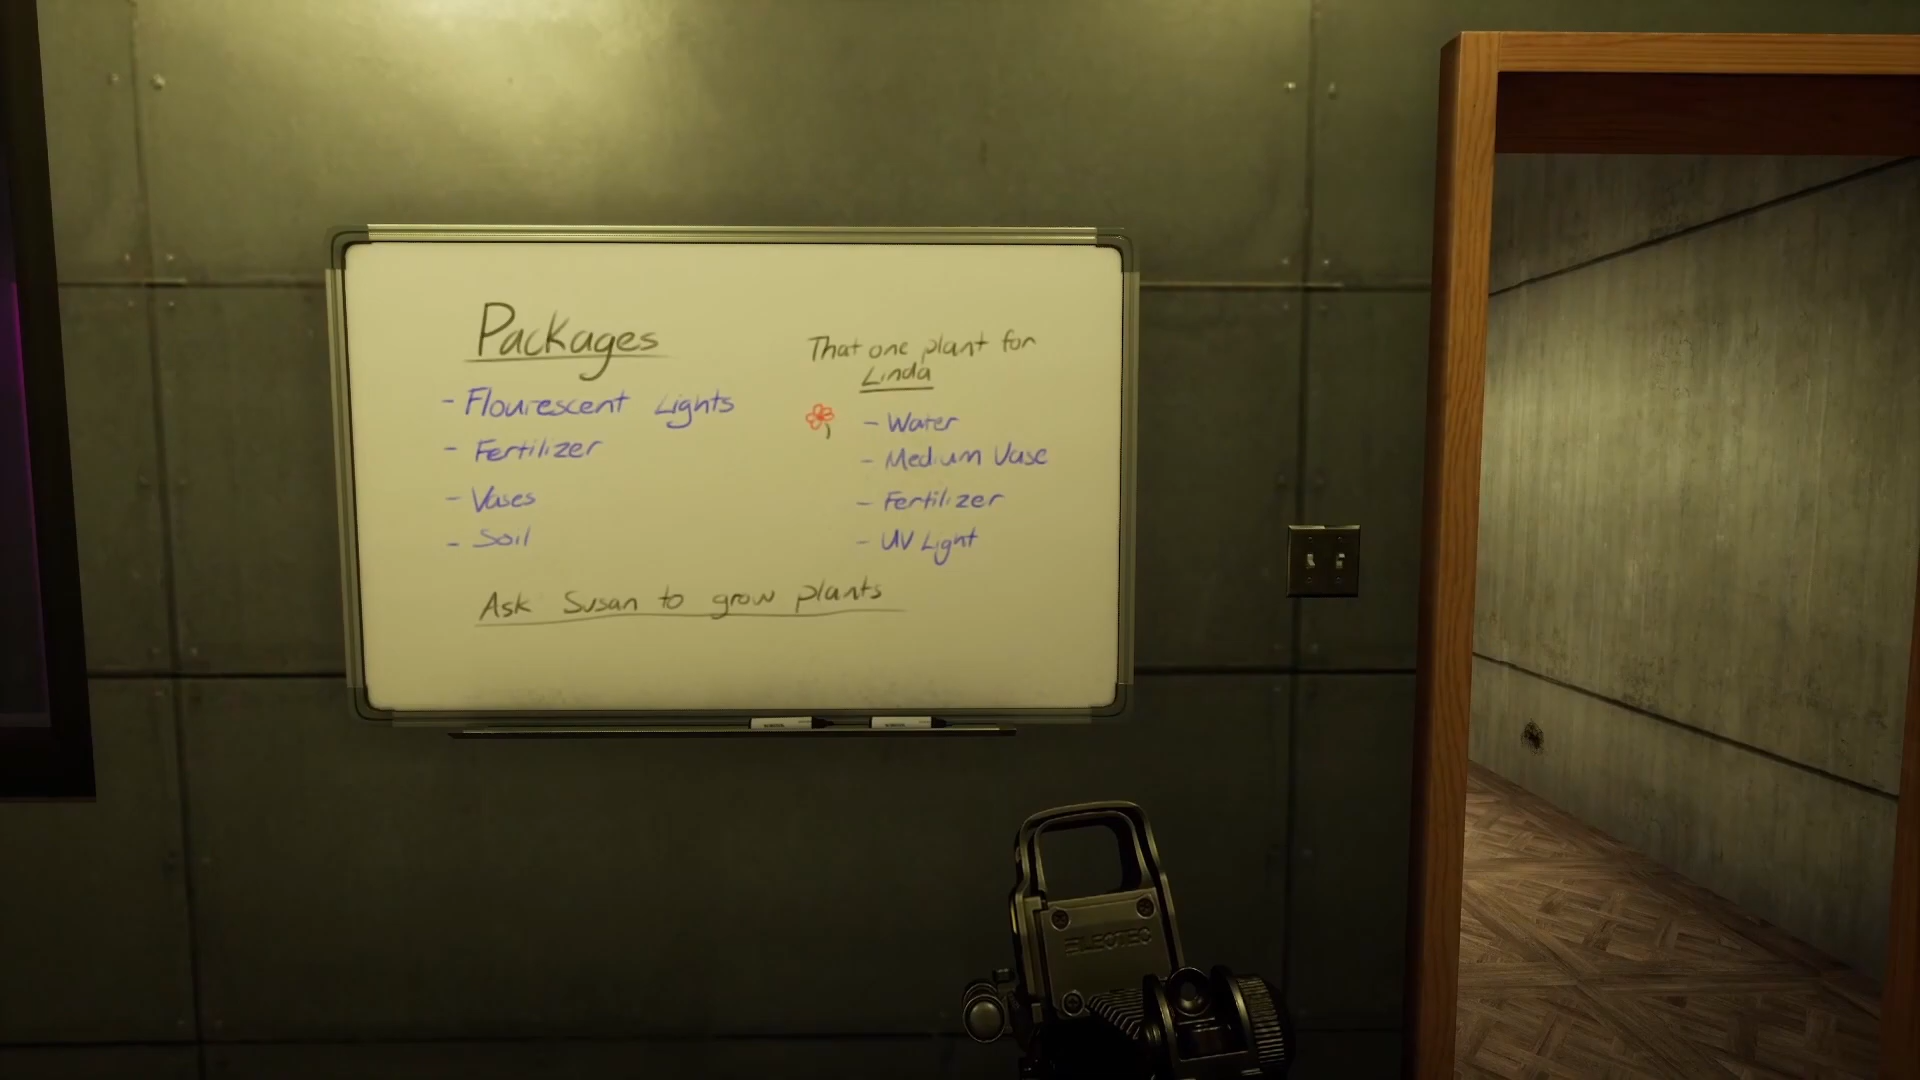 Packages
- Flourescent Lights
- Fertilizer
- Vases
- Soil
That one plant for
Linda
- Water
- Medium Vase
- Fertilizer
- UV Light
Ask Susan to grow plants